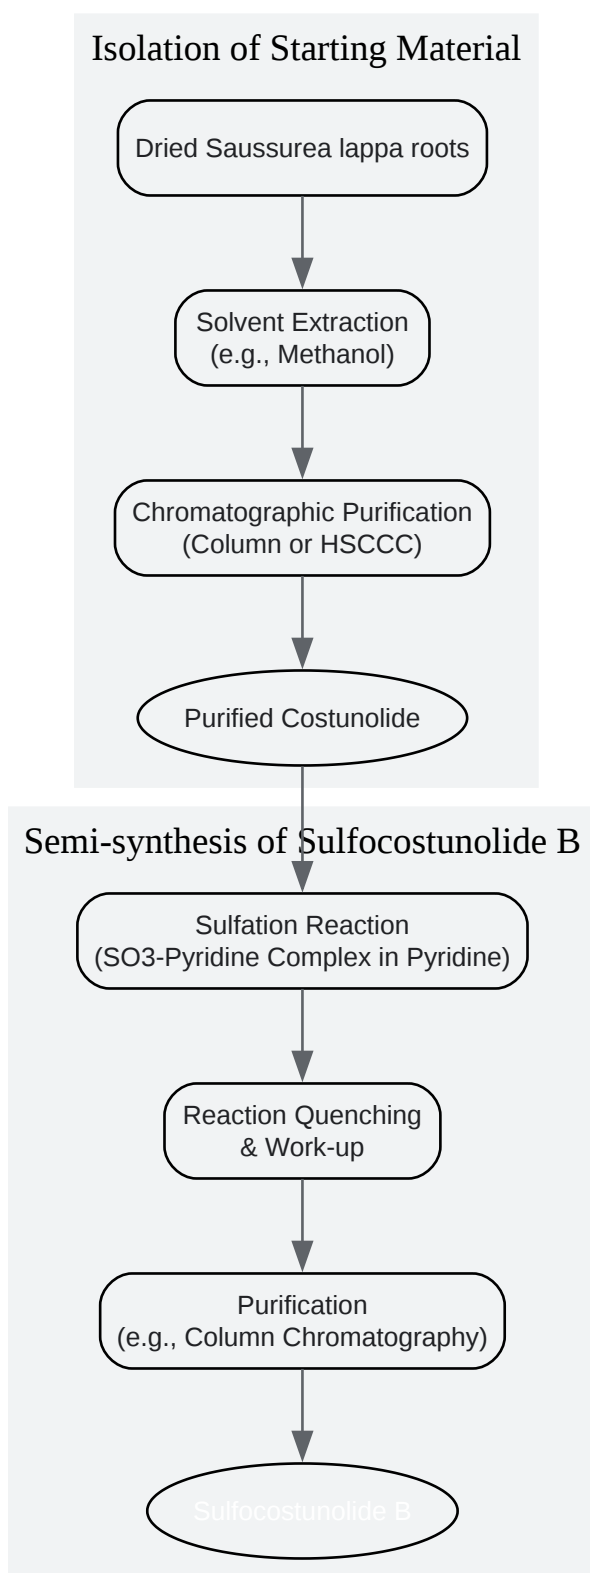 Isolation of Starting Material
Dried Saussurea lappa roots
Solvent Extraction
(e.g., Methanol)
Chromatographic Purification
(Column or HSCCC)
Purified Costunolide
Semi-synthesis of Sulfocostunolide B
Sulfation Reaction
(SO3-Pyridine Complex in Pyridine)
Reaction Quenching
& Work-up
Purification
(e.g., Column Chromatography)
Sulfocostunolide B